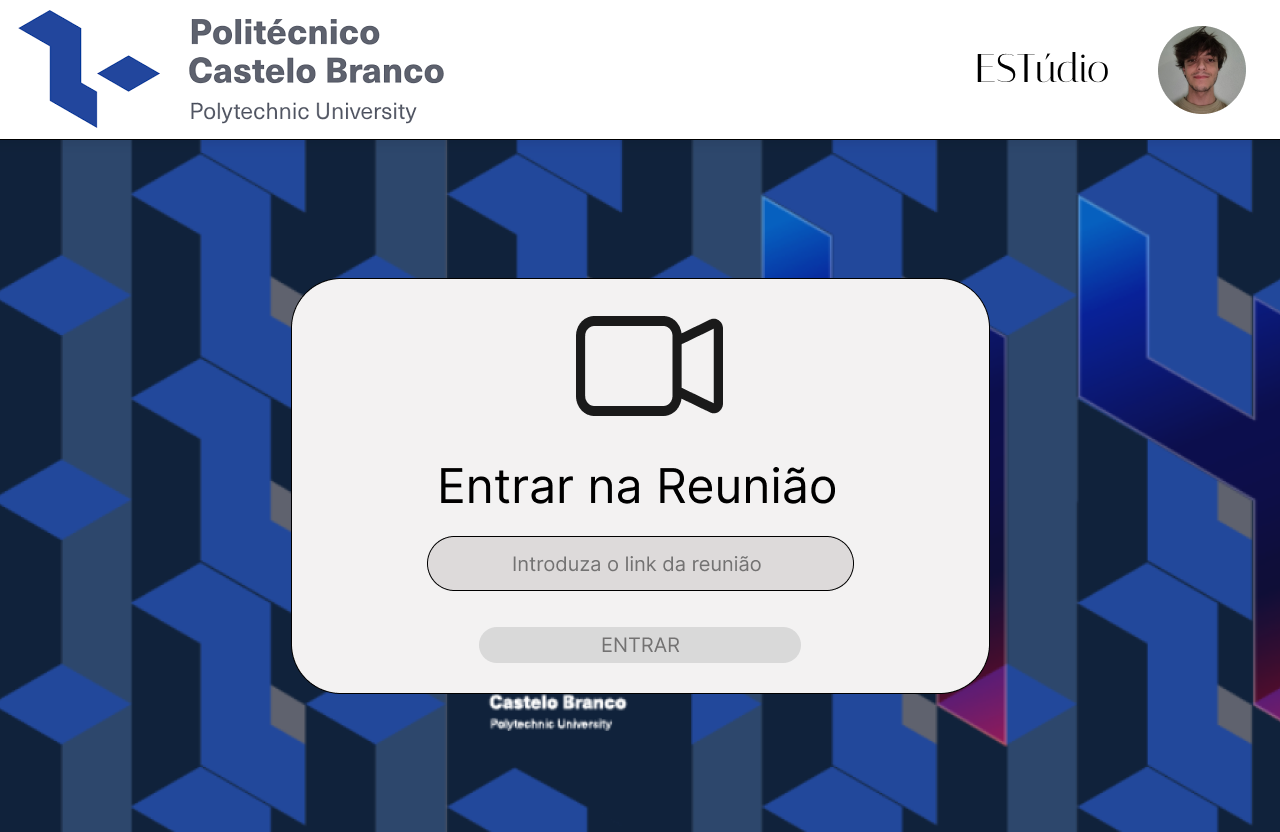 Politécnico
Castelo Branco
Polytechnic University
ESTúdio
Entrar na Reunião
Introduza o link da reunião
ENTRAR
Castelo Branco
Polytechnic University